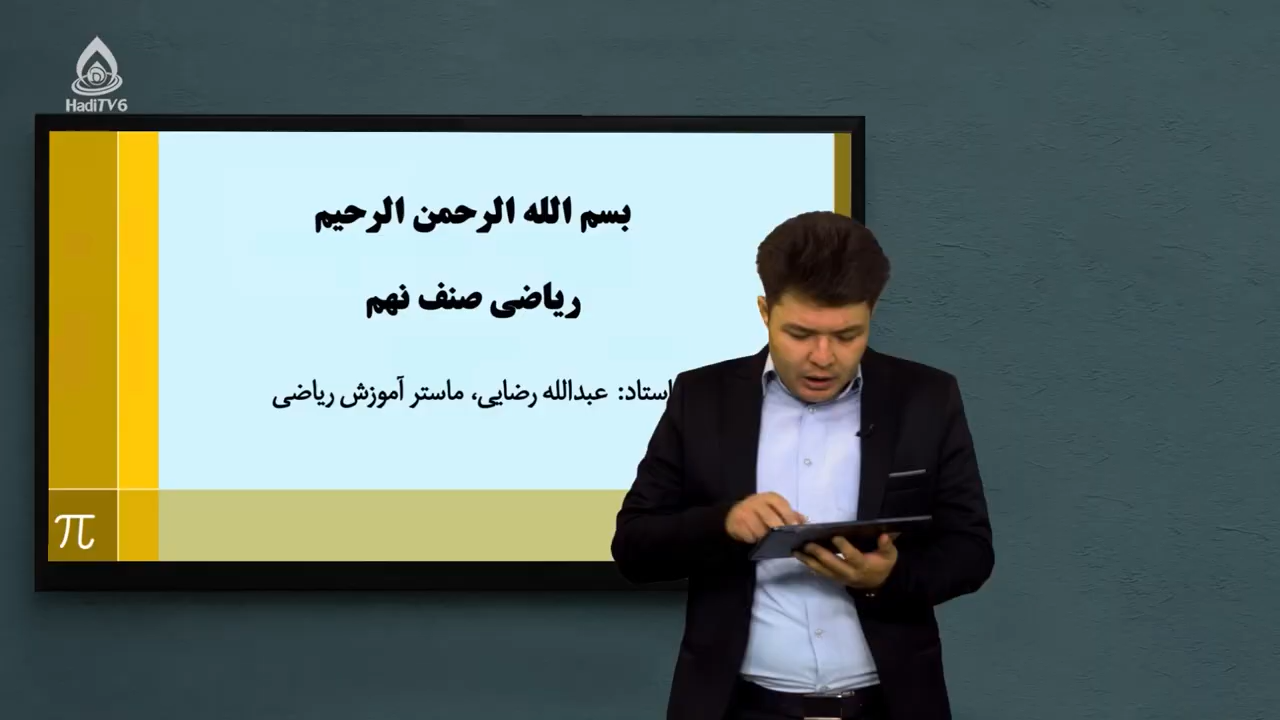 HadiTV6
بسم الله الرحمن الرحیم
ریاضی صنف نهم
استاد: عبدالله رضایی، ماستر آموزش ریاضی
π